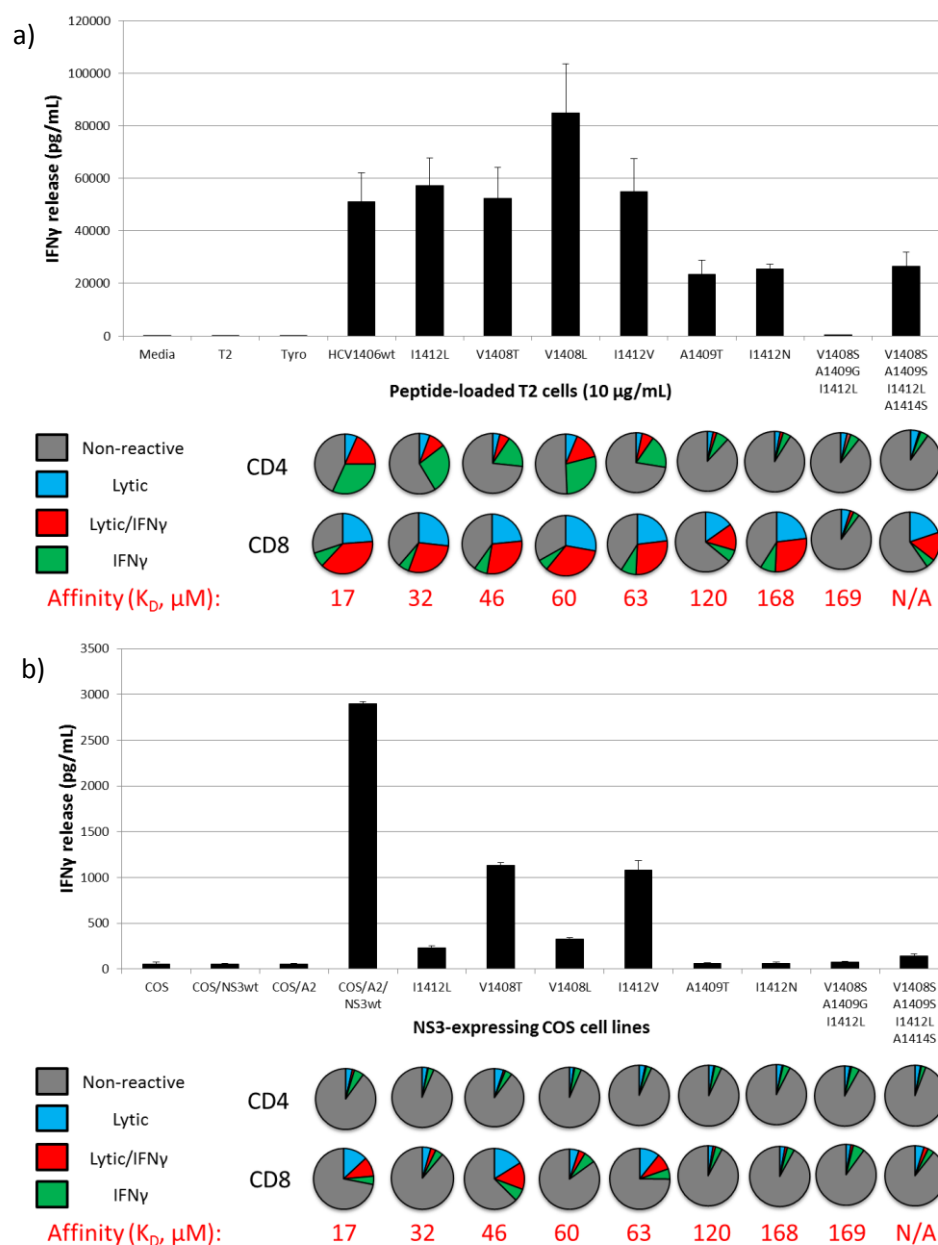 a)
120000
100000
80000
60000
40000
20000
0
IFNγ release (pg/mL)
Media T2 Tyro HCV1406wt I1412L V1408T V1408L I1412V A1409T I1412N V1408S A1409G I1412L V1408S A1409S I1412L A1414S
Peptide-loaded T2 cells (10 µg/mL)
Non-reactive
Lytic
Lytic/IFNγ
IFNγ
CD4
CD8
Affinity (KD, µM): 17 32 46 60 63 120 168 169 N/A
b)
3500
3000
2500
2000
1500
1000
500
0
IFNγ release (pg/mL)
COS COS/NS3wt COS/A2 COS/A2/NS3wt I1412L V1408T V1408L I1412V A1409T I1412N V1408S A1409G I1412L V1408S A1409S I1412L A1414S
NS3-expressing COS cell lines
Non-reactive
Lytic
Lytic/IFNγ
IFNγ
CD4
CD8
Affinity (KD, µM): 17 32 46 60 63 120 168 169 N/A